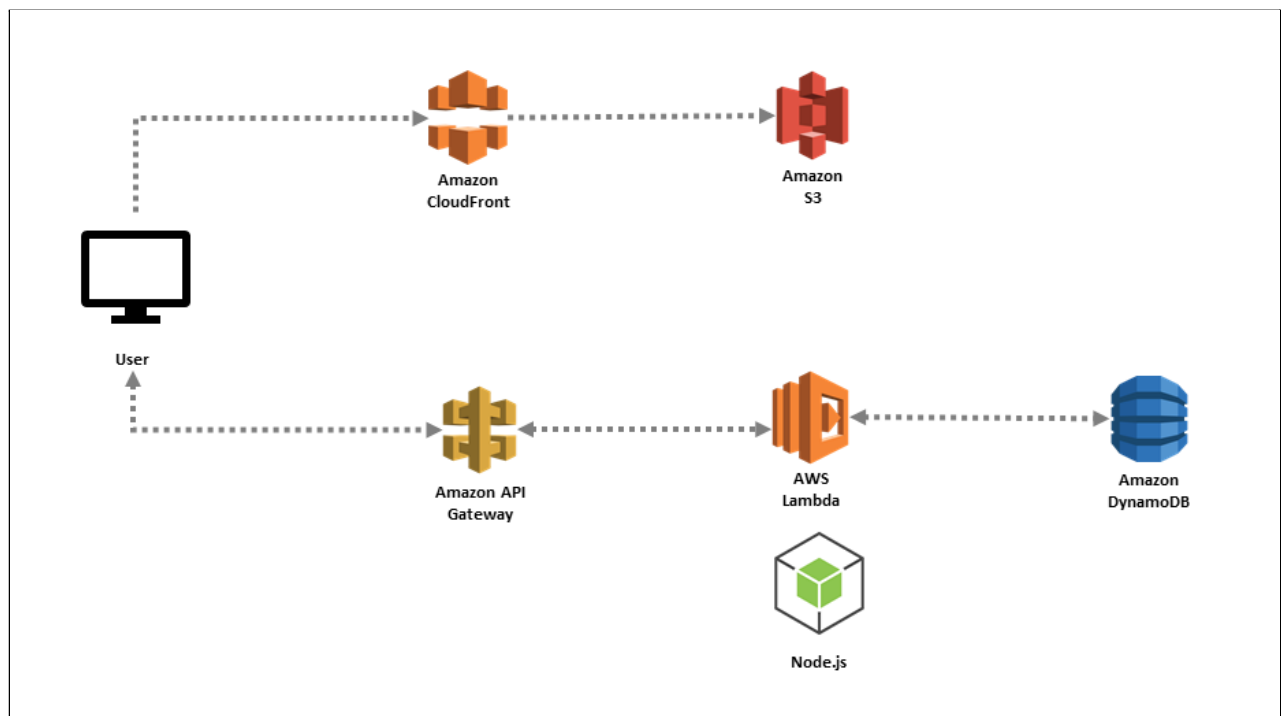 Amazon
CloudFront
Amazon
S3
User
Amazon API
Gateway
AWS
Lambda
Amazon
DynamoDB
Node.js